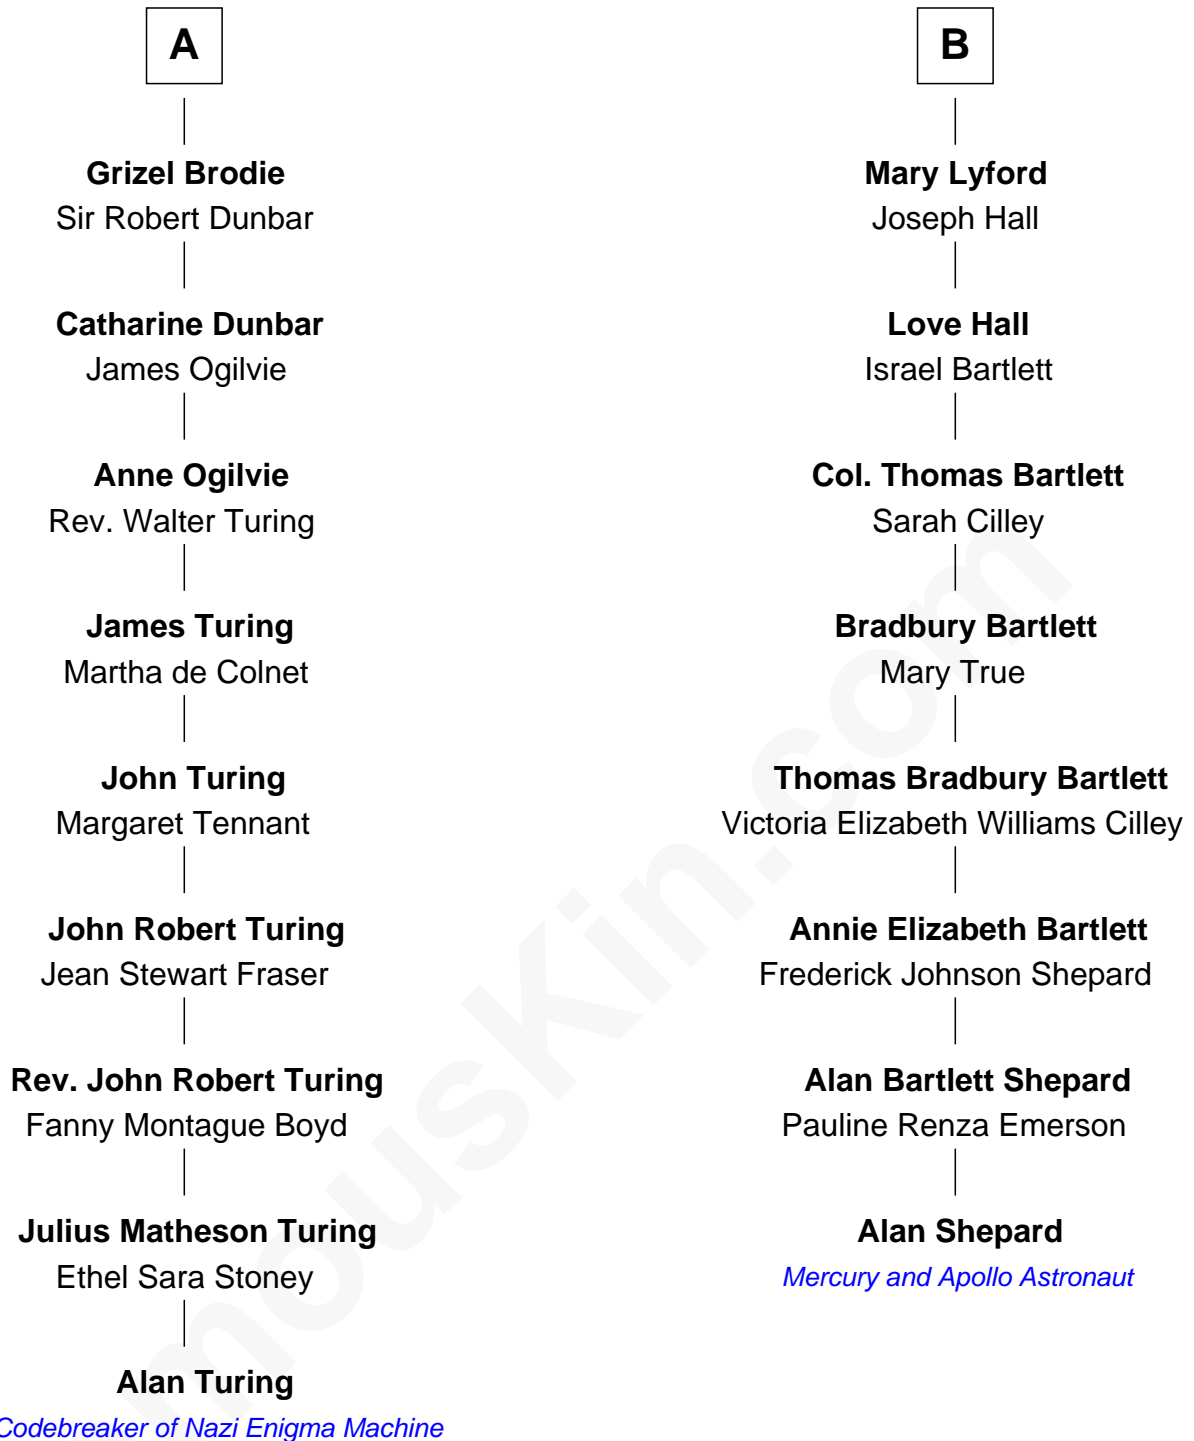 A
Grizel Brodie
Sir Robert Dunbar
Catharine Dunbar
James Ogilvie
Anne Ogilvie
Rev. Walter Turing
James Turing
Martha de Colnet
John Turing
Margaret Tennant
John Robert Turing
Jean Stewart Fraser
Rev. John Robert Turing
Fanny Montague Boyd
Julius Matheson Turing
Ethel Sara Stoney
Alan Turing
Codebreaker of Nazi Enigma Machine
B
Mary Lyford
Joseph Hall
Love Hall
Israel Bartlett
Col. Thomas Bartlett
Sarah Cilley
Bradbury Bartlett
Mary True
Thomas Bradbury Bartlett
Victoria Elizabeth Williams Cilley
Annie Elizabeth Bartlett
Frederick Johnson Shepard
Alan Bartlett Shepard
Pauline Renza Emerson
Alan Shepard
Mercury and Apollo Astronaut
mousKin.com